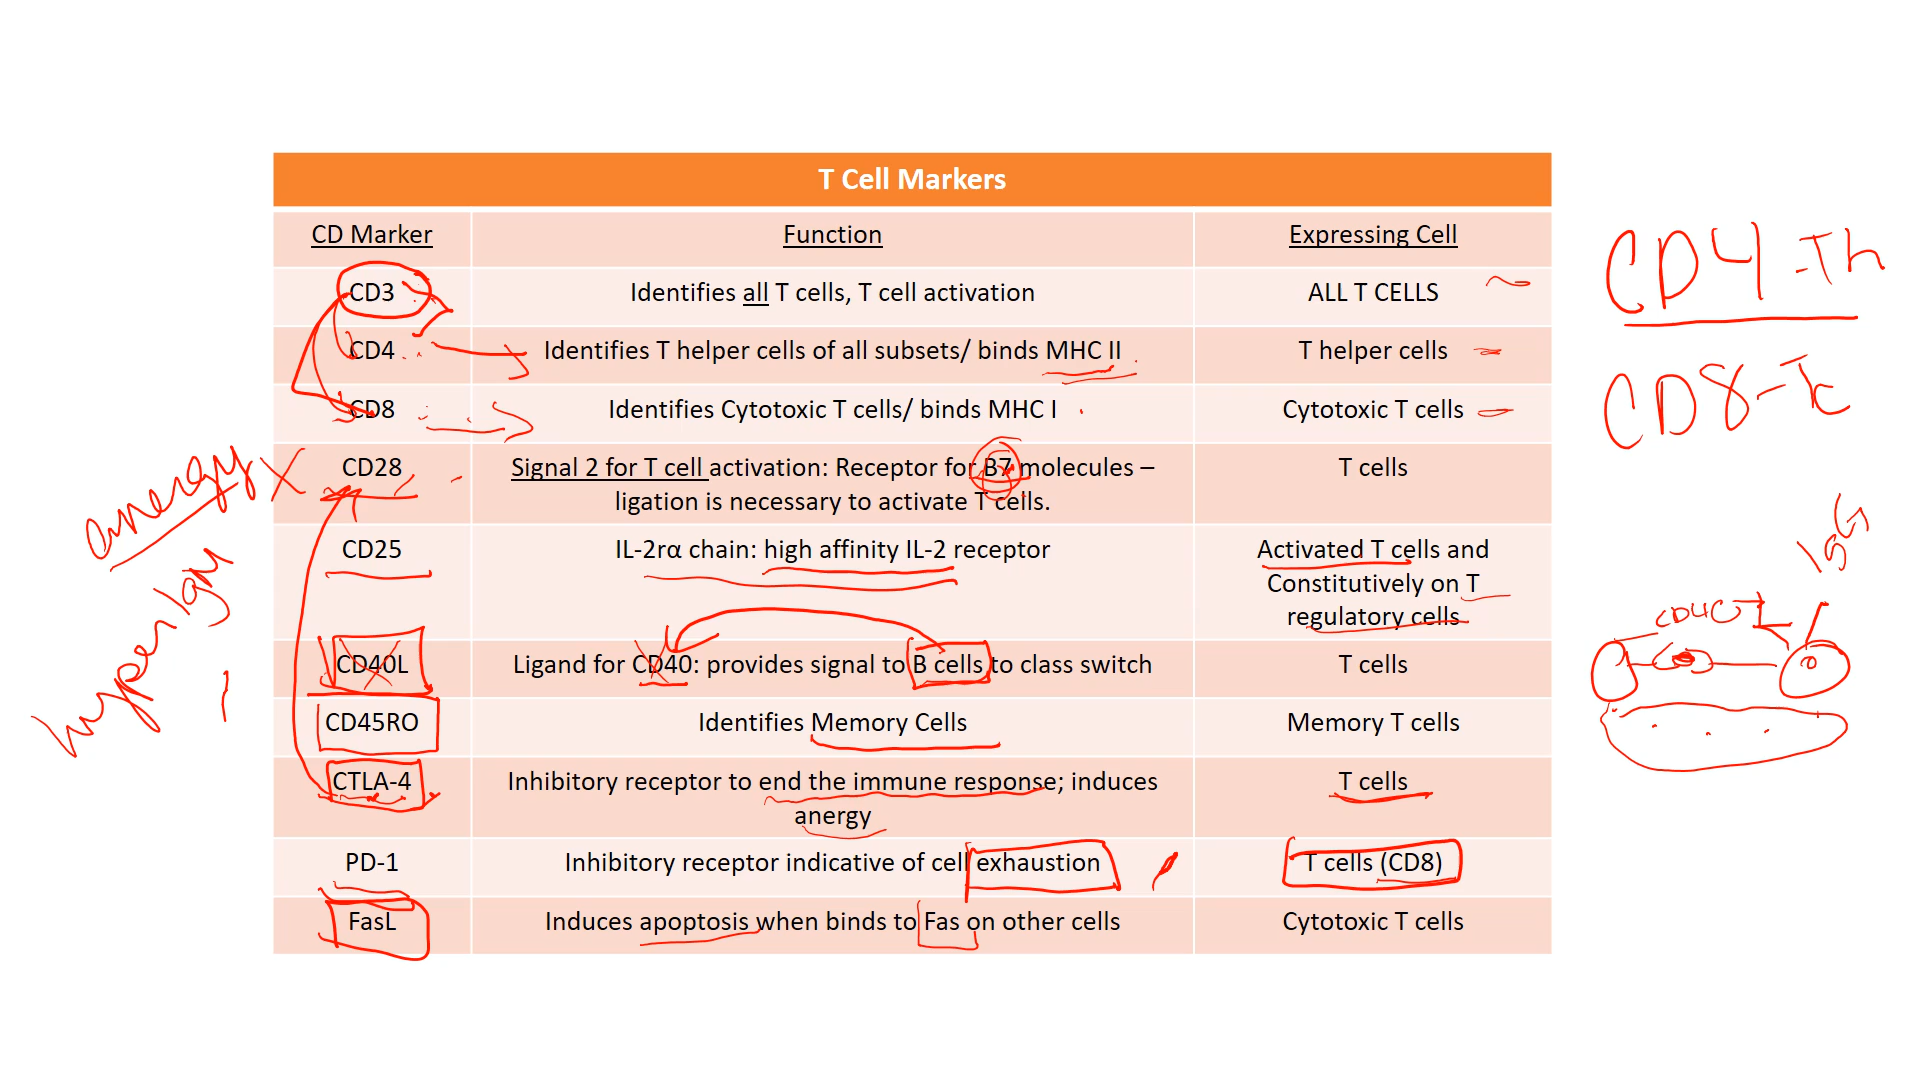 T Cell Markers
CD Marker Function Expressing Cell
CD3 Identifies all T cells, T cell activation ALL T CELLS
CD4 Identifies T helper cells of all subsets/ binds MHC II T helper cells
CD8 Identifies Cytotoxic T cells/ binds MHC I Cytotoxic T cells
CD28 Signal 2 for T cell activation: Receptor for B7 molecules – T cells
ligation is necessary to activate T cells.
CD25 IL-2rα chain: high affinity IL-2 receptor Activated T cells and
Constitutively on T
regulatory cells
CD40L Ligand for CD40: provides signal to B cells to class switch T cells
CD45RO Identifies Memory Cells Memory T cells
CTLA-4 Inhibitory receptor to end the immune response; induces T cells
anergy
PD-1 Inhibitory receptor indicative of cell exhaustion T cells (CD8)
FasL Induces apoptosis when binds to Fas on other cells Cytotoxic T cells
CD4 - Th
CD8 - Tc
anergy
hyper IgM
IgG